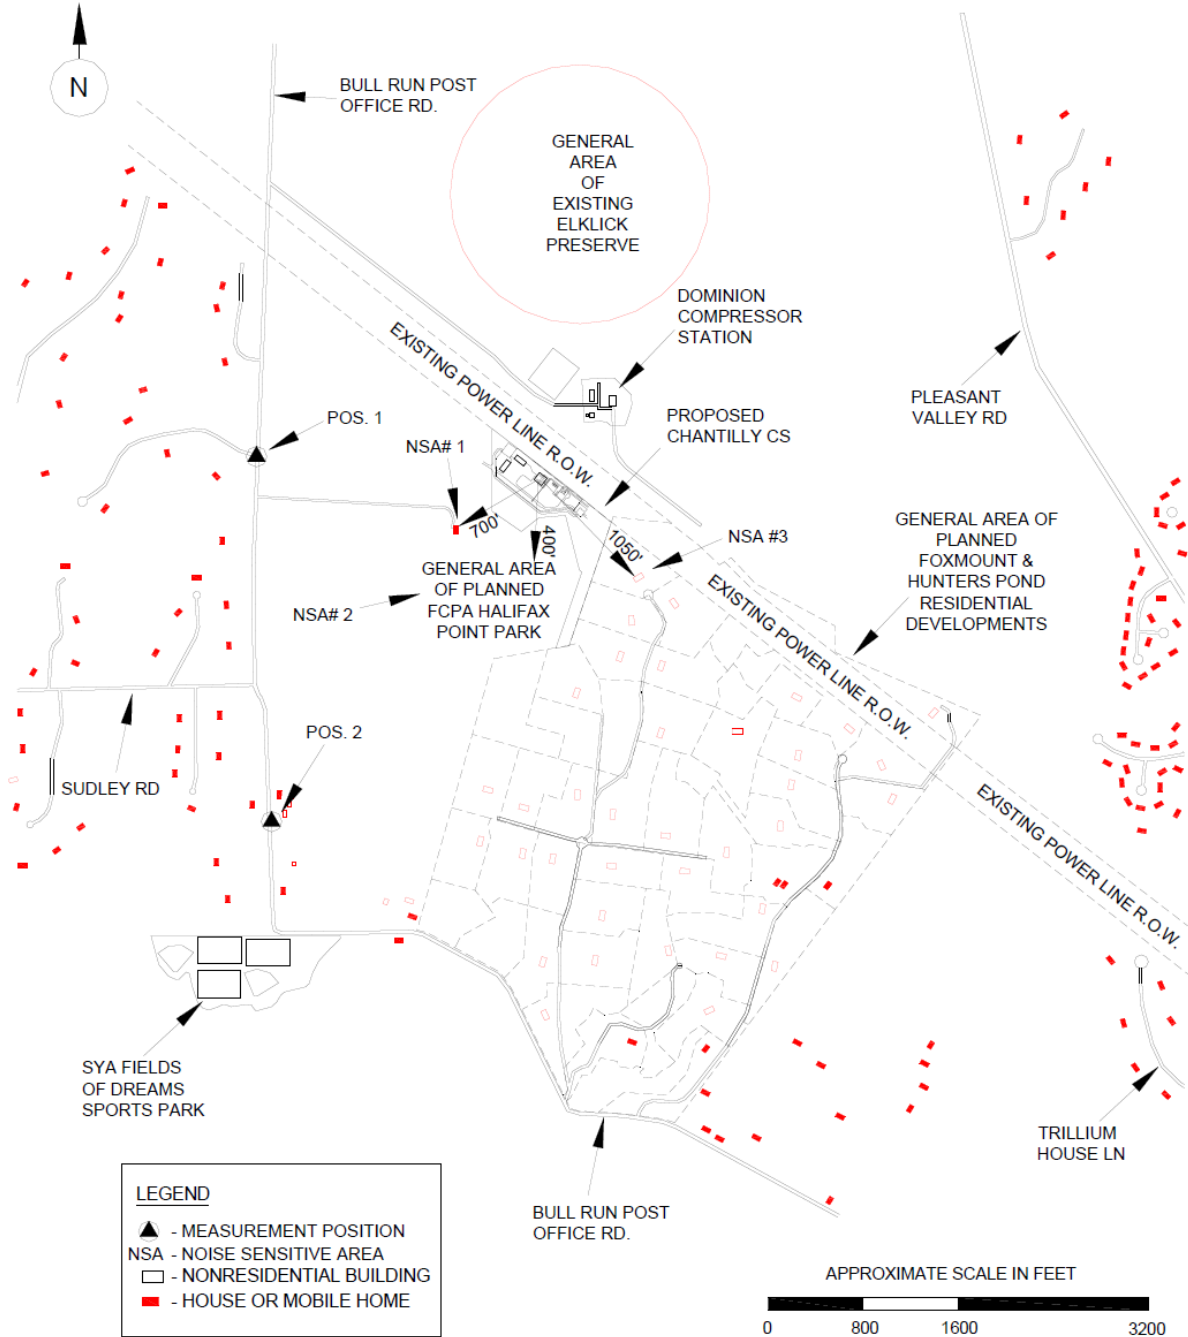 N
BULL RUN POST
OFFICE RD.
GENERAL
AREA
OF
EXISTING
ELKLICK
PRESERVE
DOMINION
COMPRESSOR
STATION
EXISTING POWER LINE R.O.W.
PLEASANT
VALLEY RD
PROPOSED
CHANTILLY CS
POS. 1
NSA# 1
700'
400'
1050'
NSA #3
GENERAL AREA OF
PLANNED
FOXMOUNT &
HUNTERS POND
RESIDENTIAL
DEVELOPMENTS
GENERAL AREA
OF PLANNED
FCPA HALIFAX
POINT PARK
NSA# 2
EXISTING POWER LINE R.O.W.
POS. 2
SUDLEY RD
EXISTING POWER LINE R.O.W.
SYA FIELDS
OF DREAMS
SPORTS PARK
TRILLIUM
HOUSE LN
BULL RUN POST
OFFICE RD.
LEGEND
- MEASUREMENT POSITION
NSA - NOISE SENSITIVE AREA
- NONRESIDENTIAL BUILDING
- HOUSE OR MOBILE HOME
APPROXIMATE SCALE IN FEET
0 800 1600 3200